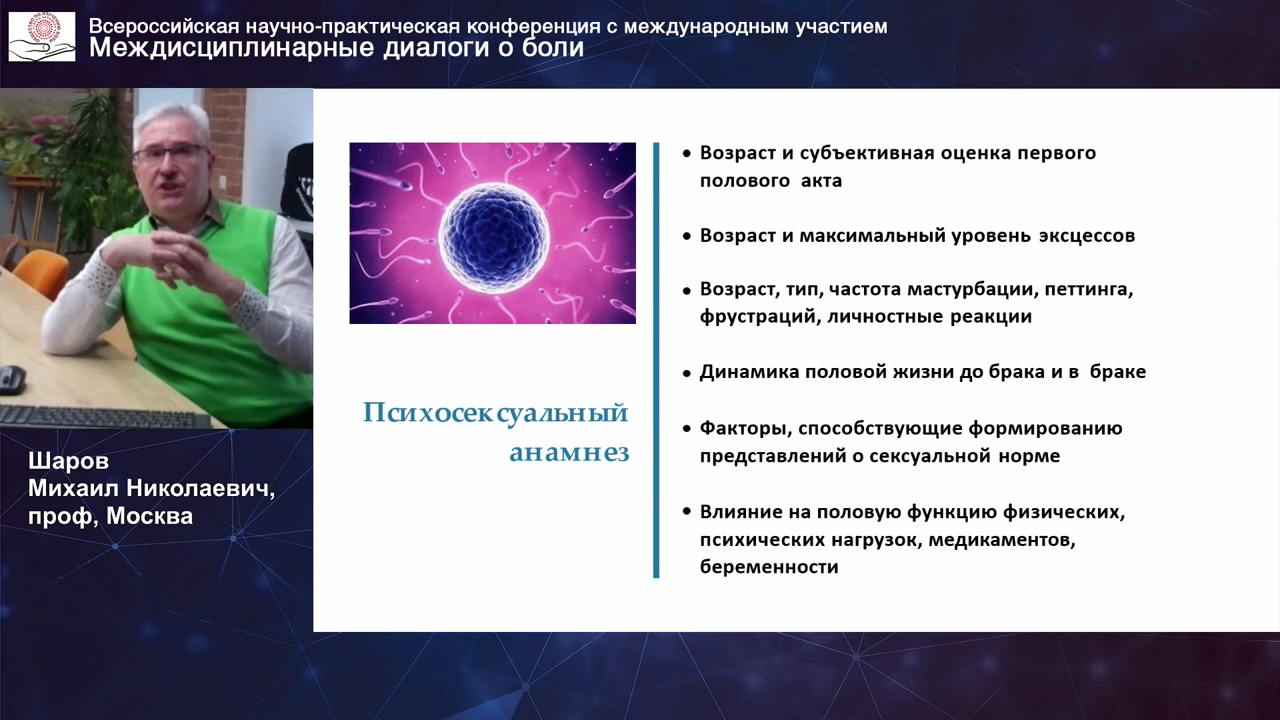 Всероссийская научно-практическая конференция с международным участием
Междисциплинарные диалоги о боли
Шаров
Михаил Николаевич,
проф, Москва
Психосексуальный
анамнез
• Возраст и субъективная оценка первого
полового акта
• Возраст и максимальный уровень эксцессов
• Возраст, тип, частота мастурбации, петтинга,
фрустраций, личностные реакции
• Динамика половой жизни до брака и в браке
• Факторы, способствующие формированию
представлений о сексуальной норме
• Влияние на половую функцию физических,
психических нагрузок, медикаментов,
беременности